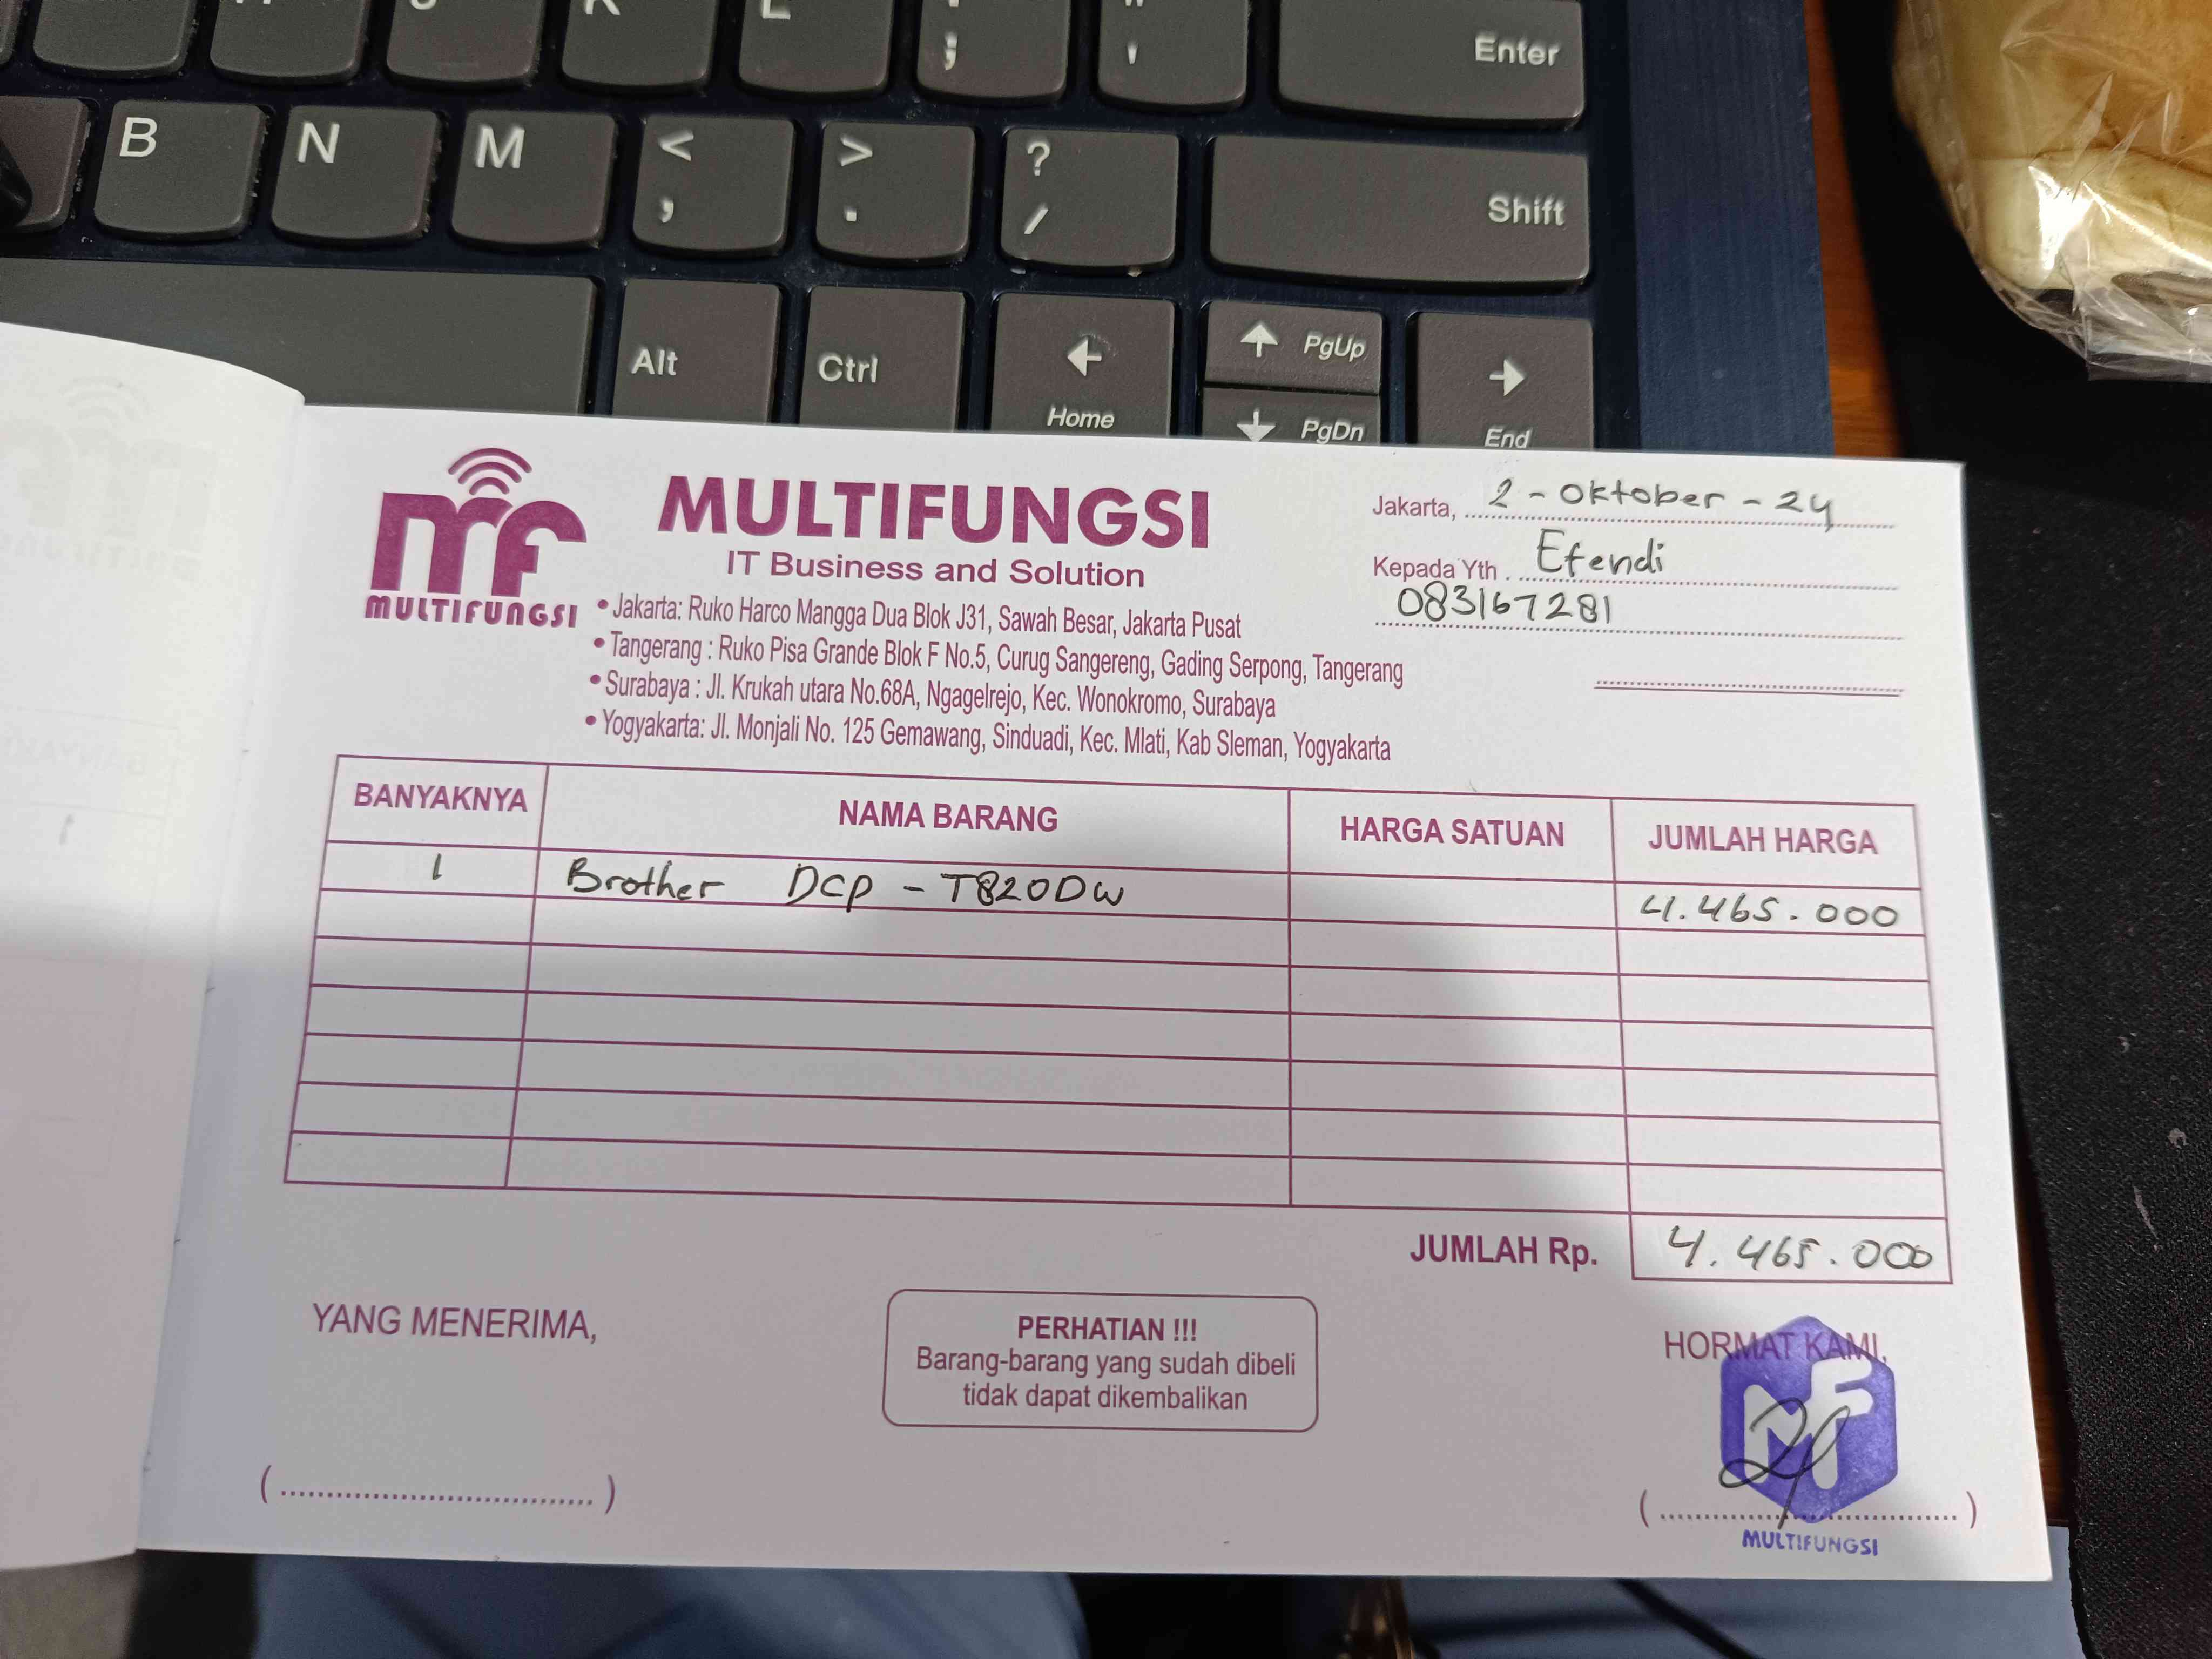 Enter
B N M < , > . ? / Shift
Alt Ctrl Home PgUp PgDn End
mf
MULTIFUNGSI
MULTIFUNGSI
IT Business and Solution
• Jakarta: Ruko Harco Mangga Dua Blok J31, Sawah Besar, Jakarta Pusat
• Tangerang : Ruko Pisa Grande Blok F No.5, Curug Sangereng, Gading Serpong, Tangerang
• Surabaya : Jl. Krukah utara No.68A, Ngagelrejo, Kec. Wonokromo, Surabaya
• Yogyakarta: Jl. Monjali No. 125 Gemawang, Sinduadi, Kec. Mlati, Kab Sleman, Yogyakarta
Jakarta, 2 - Oktober - 24
Kepada Yth . Efendi
083167281
BANYAKNYA NAMA BARANG HARGA SATUAN JUMLAH HARGA
1 Brother DCP - T820DW 4.465.000
JUMLAH Rp. 4.465.000
YANG MENERIMA,
PERHATIAN !!!
Barang-barang yang sudah dibeli
tidak dapat dikembalikan
HORMAT KAMI,
MF
MULTIFUNGSI